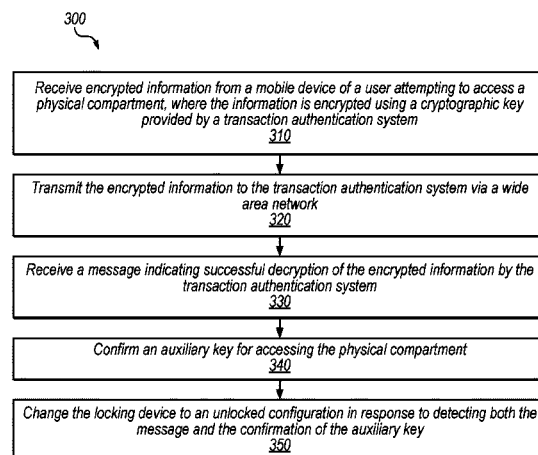 300
Receive encrypted information from a mobile device of a user attempting to access a
physical compartment, where the information is encrypted using a cryptographic key
provided by a transaction authentication system
310
Transmit the encrypted information to the transaction authentication system via a wide
area network
320
Receive a message indicating successful decryption of the encrypted information by the
transaction authentication system
330
Confirm an auxiliary key for accessing the physical compartment
340
Change the locking device to an unlocked configuration in response to detecting both the
message and the confirmation of the auxiliary key
350